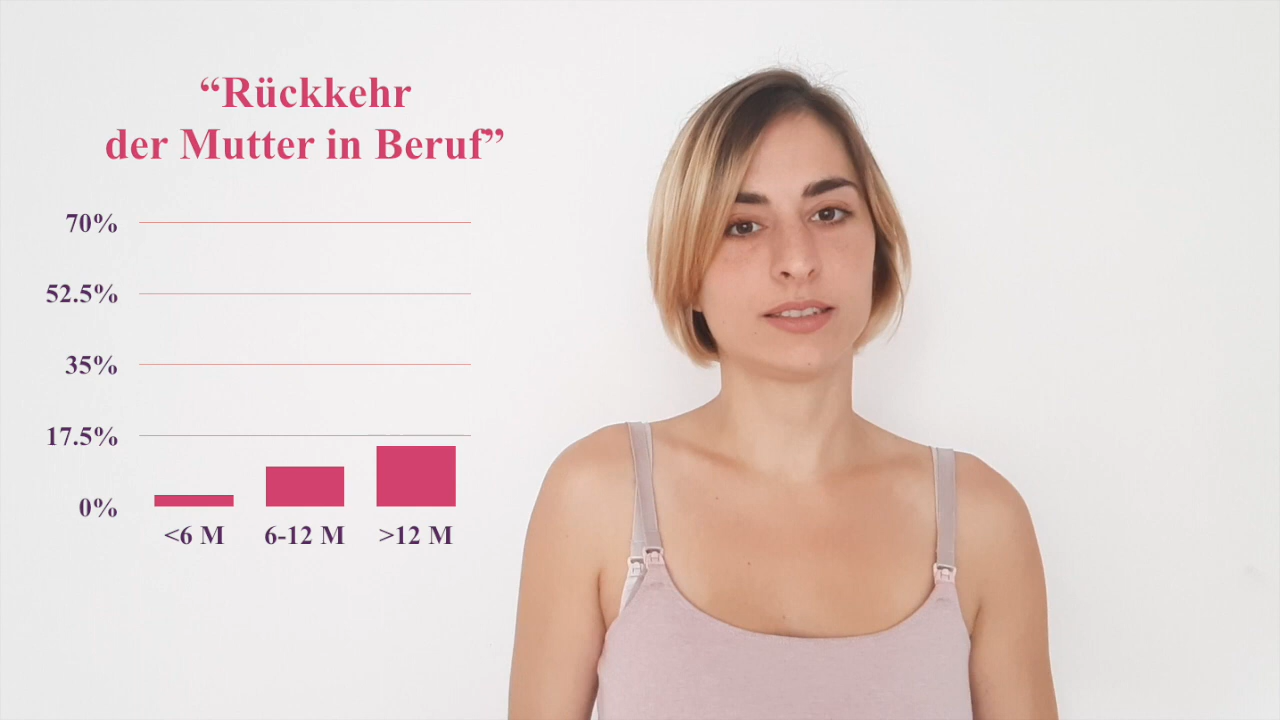 “Rückkehr
der Mutter in Beruf”
70%
52.5%
35%
17.5%
0%
<6 M 6-12 M >12 M